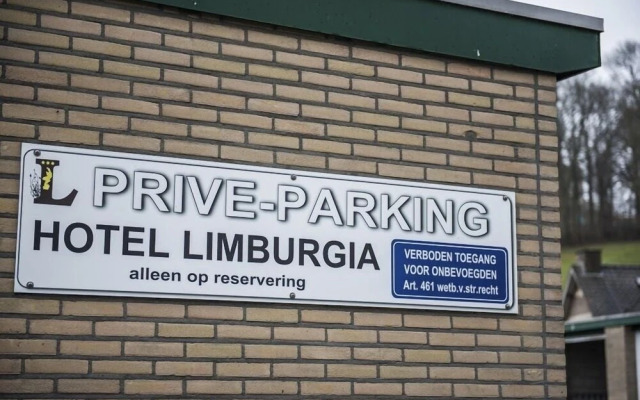 L PRIVE-PARKING
HOTEL LIMBURGIA
alleen op reservering
VERBODEN TOEGANG
VOOR ONBEVOEGDEN
Art. 461 wetb.v.str.recht